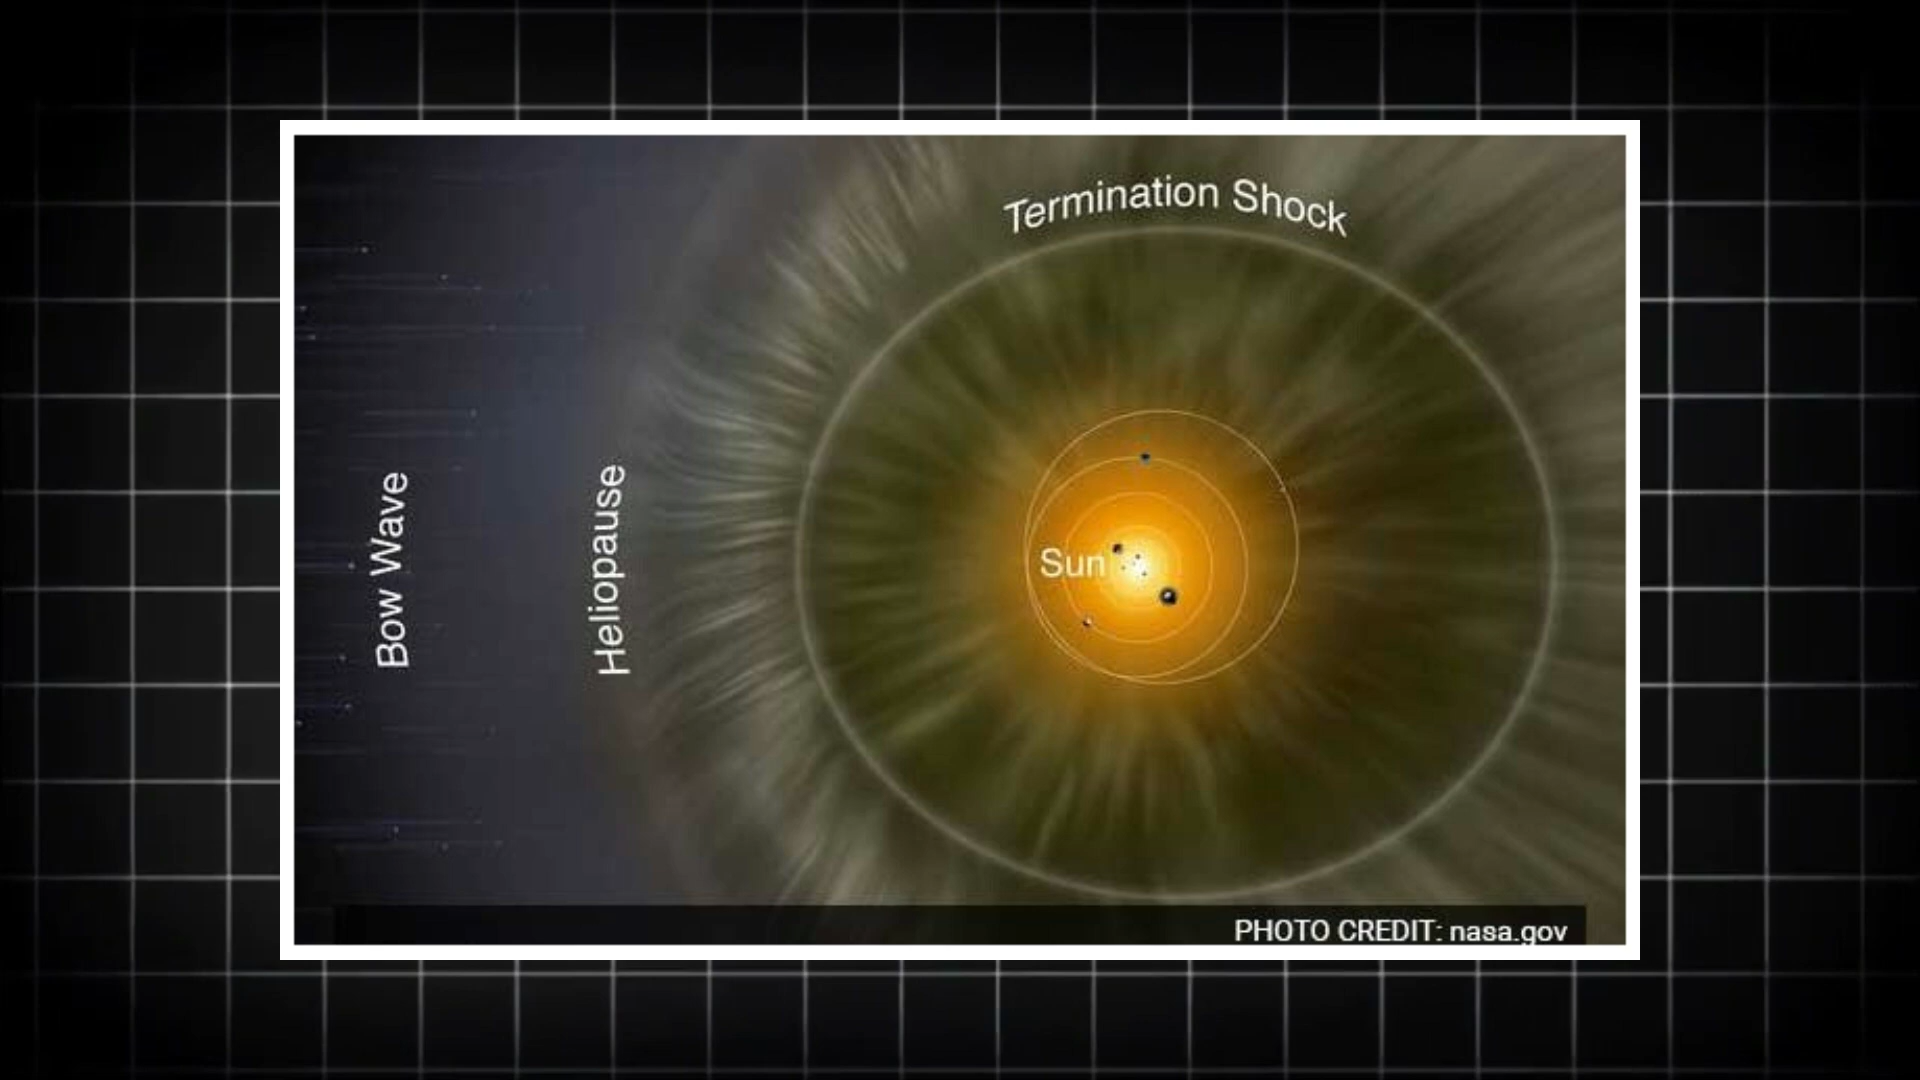 Termination Shock
Bow Wave
Heliopause
Sun
PHOTO CREDIT: nasa.gov